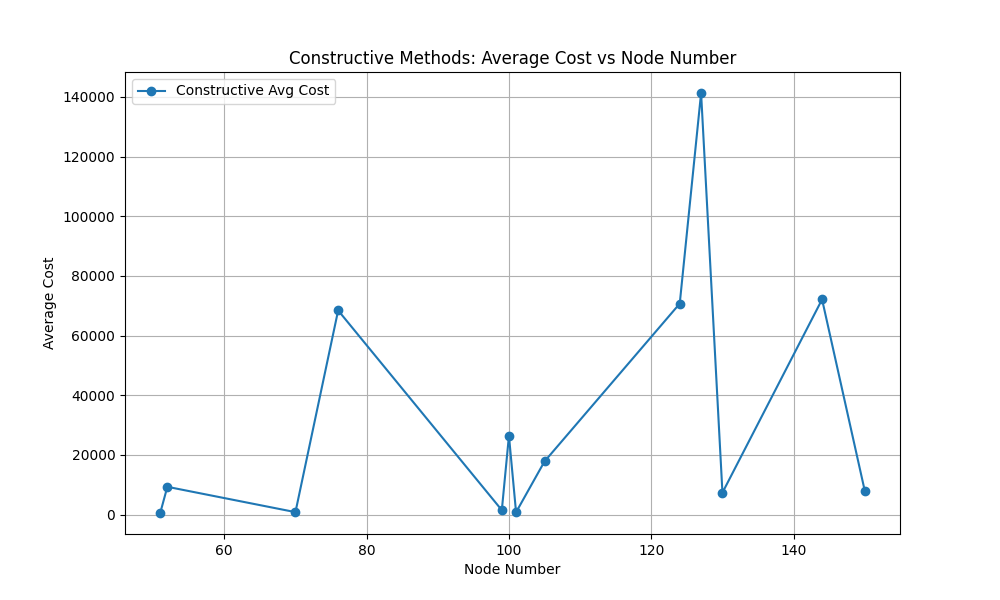 Constructive Methods: Average Cost vs Node Number
Constructive Avg Cost
140000
120000
100000
80000
60000
40000
20000
0
Average Cost
60 80 100 120 140
Node Number